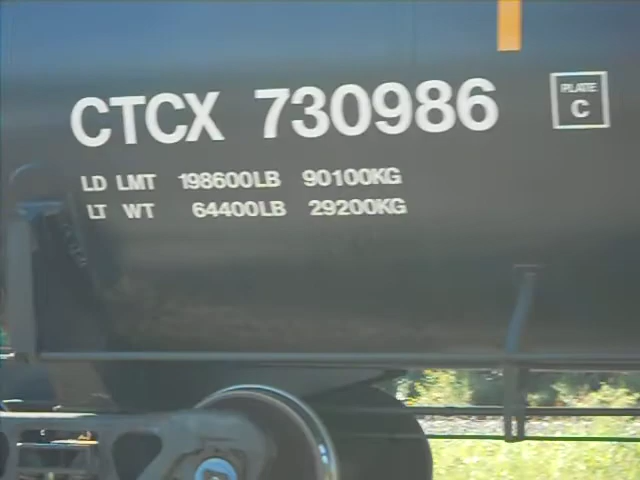 CTCX 730986
PLATE
C
LD LMT 198600LB 90100KG
LT WT 64400LB 29200KG